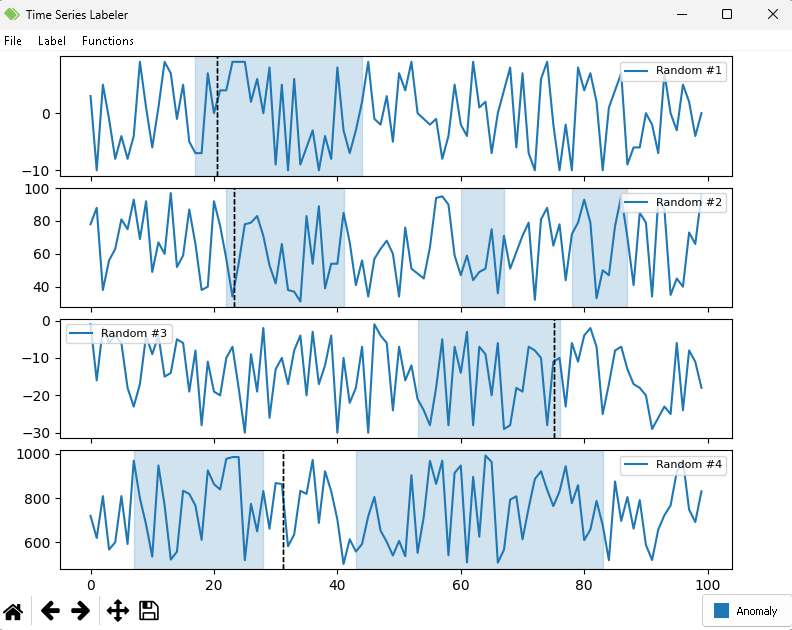 Time Series Labeler
File Label Functions
Random #1
0
−10
Random #2
100
80
60
40
Random #3
0
−10
−20
−30
Random #4
1000
800
600
0 20 40 60 80 100
Anomaly